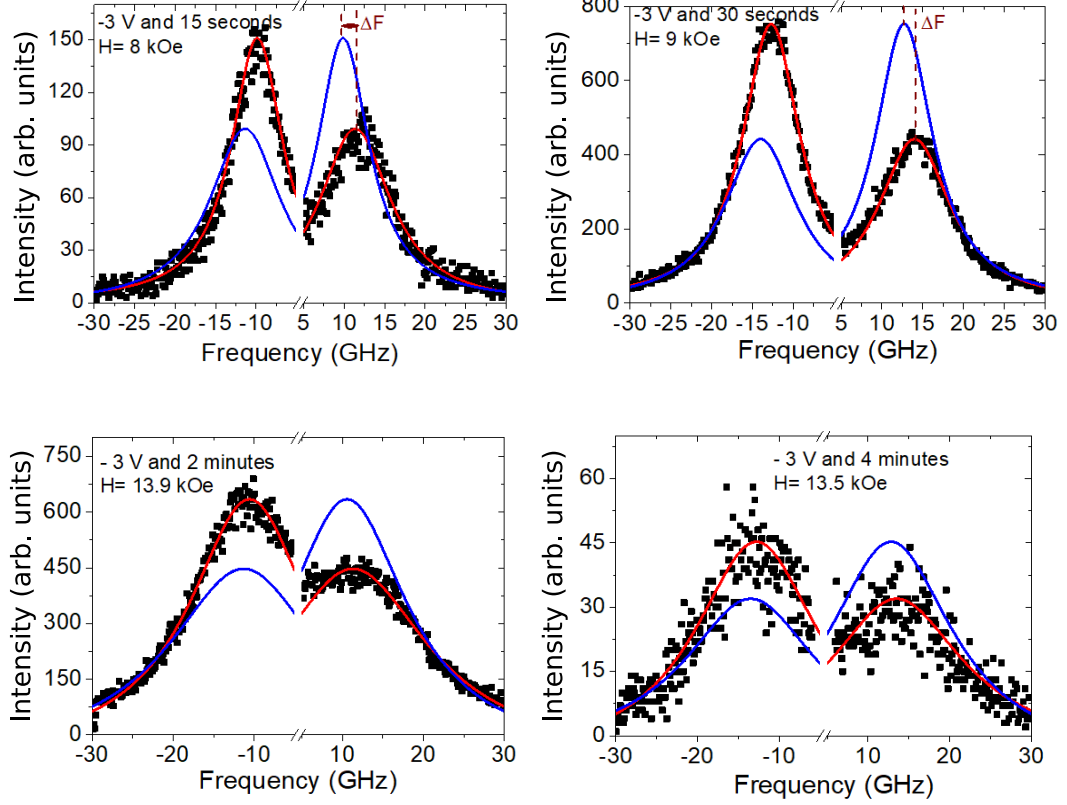 -3 V and 15 seconds
H= 8 kOe
ΔF
Intensity (arb. units)
150
120
90
60
30
0
-30 -20 -10 5 10 15 20 25 30
Frequency (GHz)
800
-3 V and 30 seconds
H= 9 kOe
ΔF
Intensity (arb. units)
600
400
200
0
-30 -20 -10 5 10 15 20 25 30
Frequency (GHz)
750
- 3 V and 2 minutes
H= 13.9 kOe
Intensity (arb. units)
600
450
300
150
0
-30 -20 -10 10 20 30
Frequency (GHz)
- 3 V and 4 minutes
H= 13.5 kOe
Intensity (arb. units)
60
45
30
15
0
-30 -20 -10 10 20 30
Frequency (GHz)